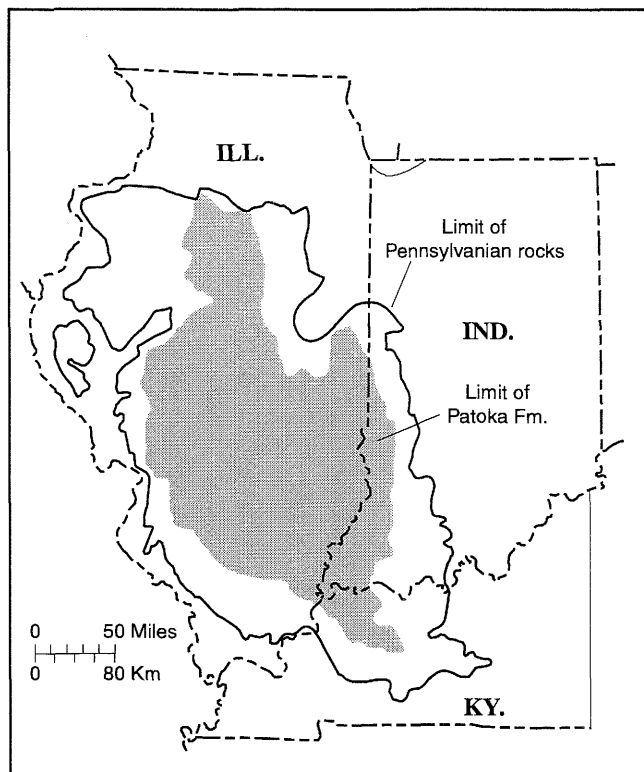 ILL.
Limit of
Pennsylvanian rocks
IND.
Limit of
Patoka Fm.
0 50 Miles
0 80 Km
KY.